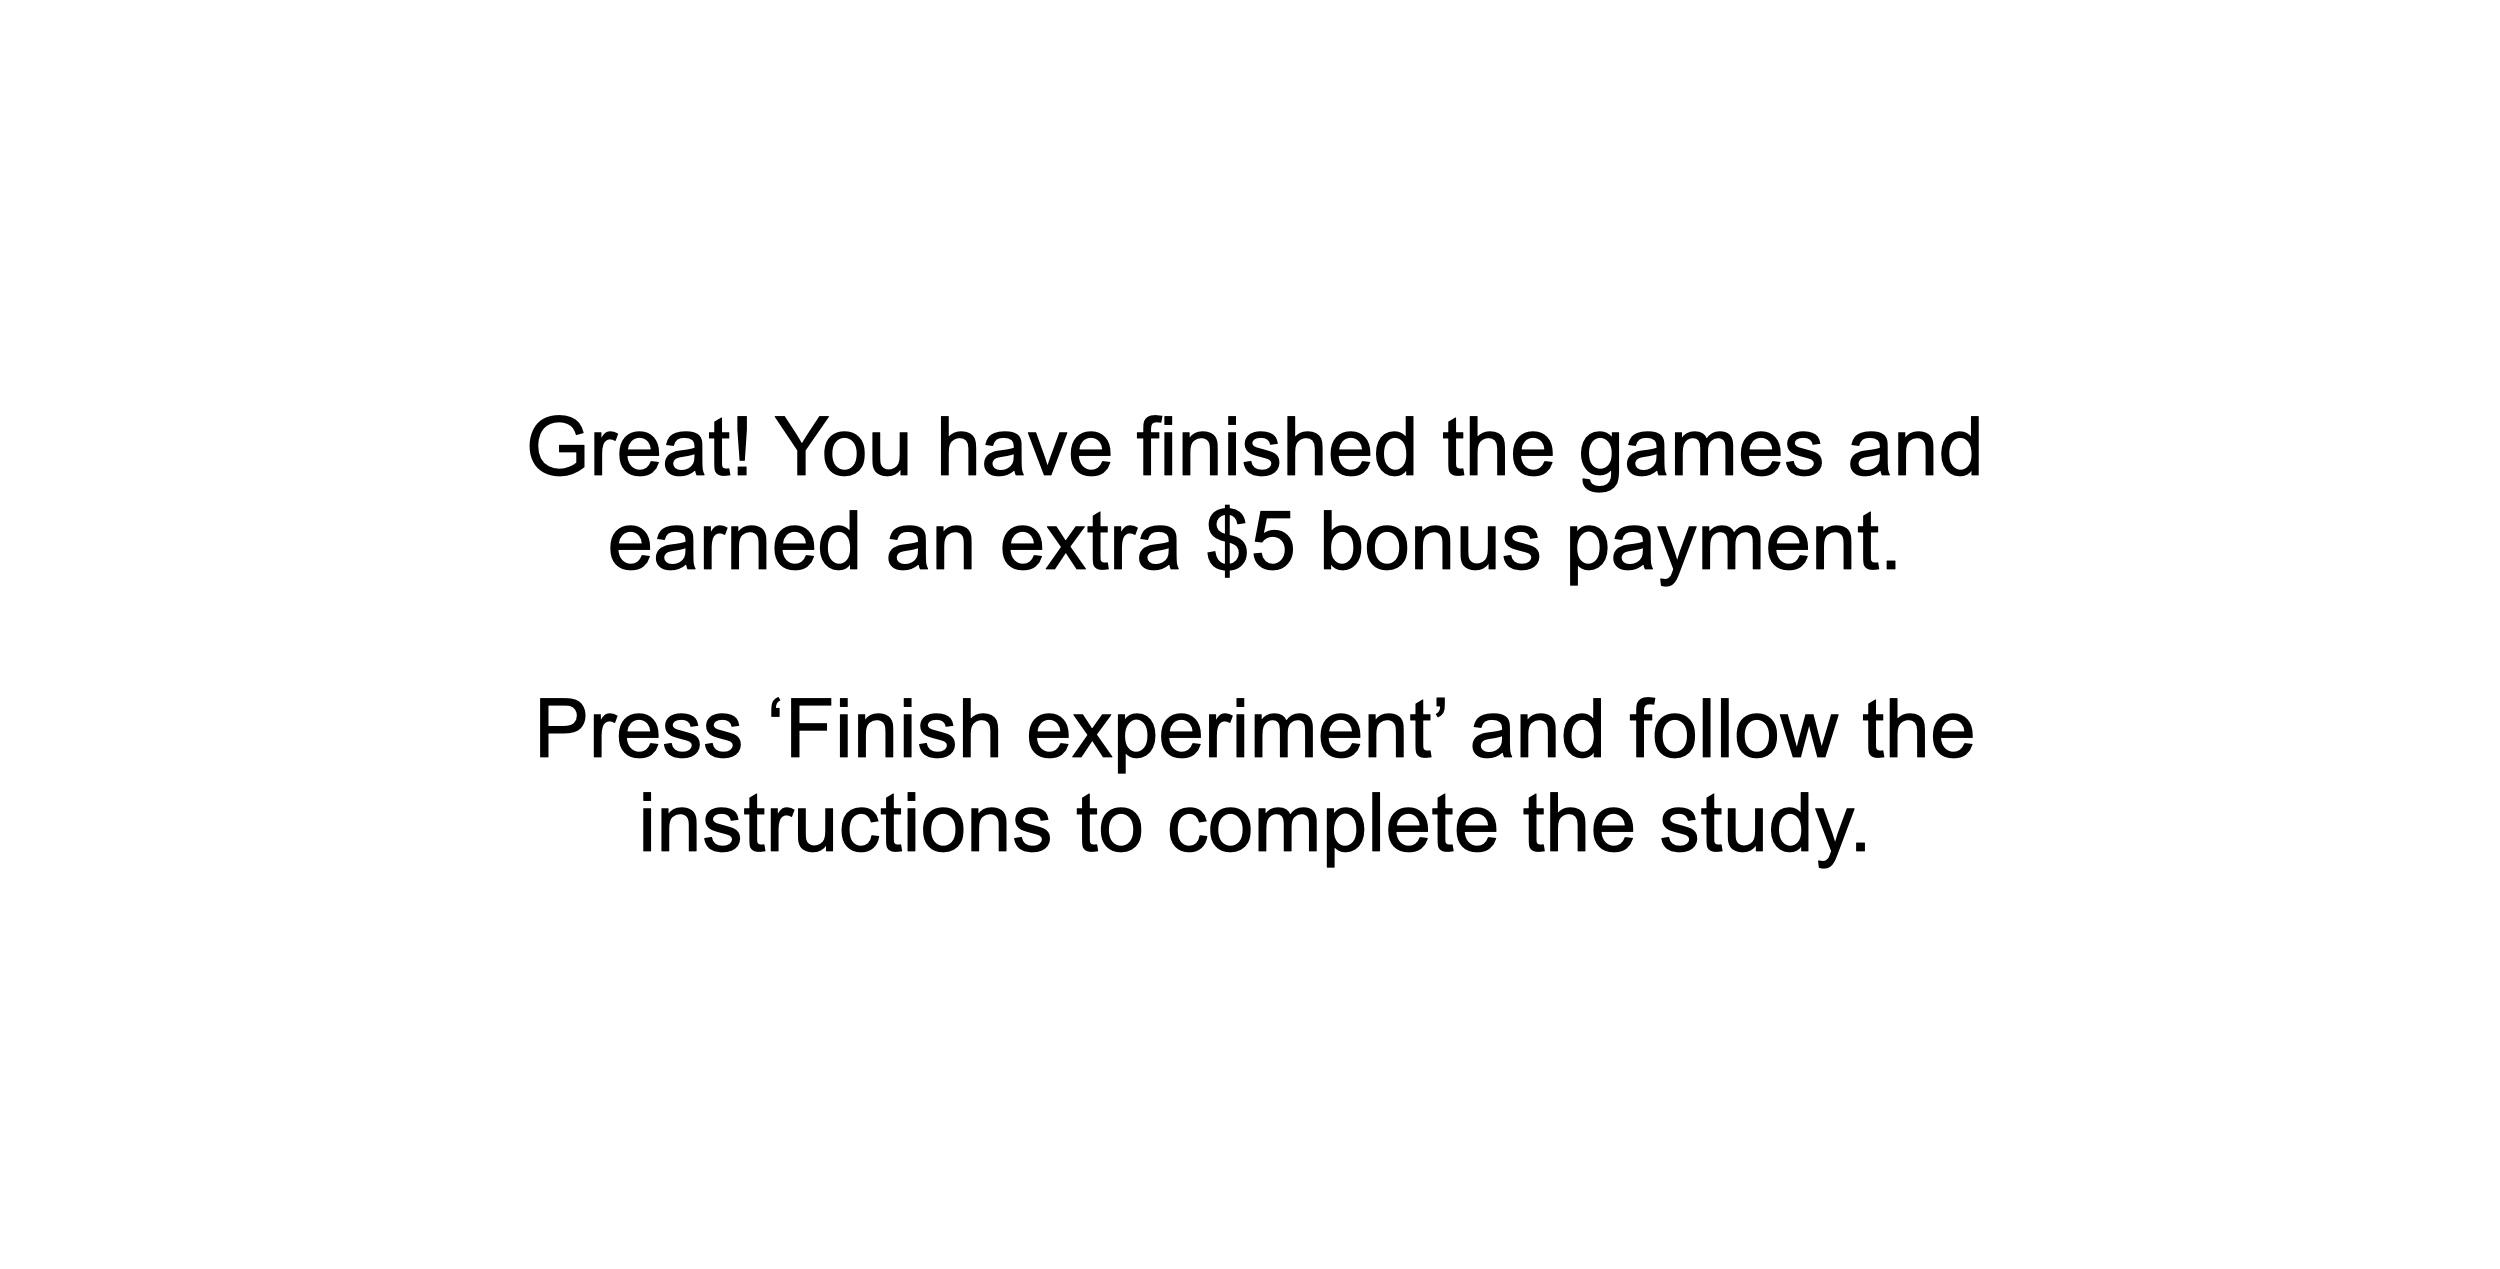 Great! You have finished the games and
earned an extra $5 bonus payment.
Press ‘Finish experiment’ and follow the
instructions to complete the study.